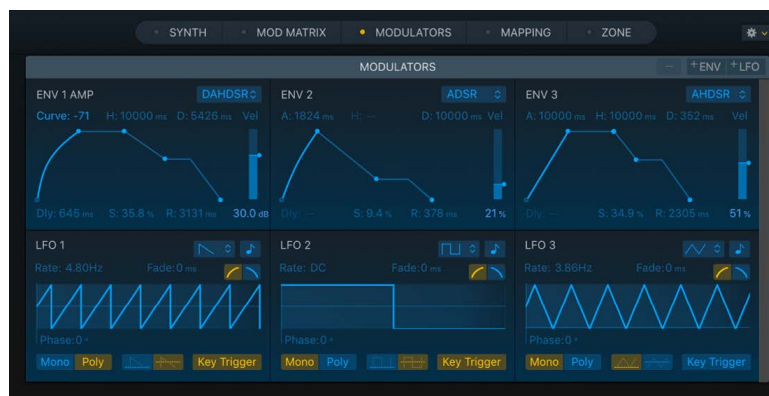 SYNTH MOD MATRIX MODULATORS MAPPING ZONE
MODULATORS
− +ENV +LFO
ENV 1 AMP DAHDSR
Curve: -71 H: 10000 ms D: 5426 ms Vel
Dly: 645 ms S: 35.8 % R: 3131 ms 30.0 dB
ENV 2 ADSR
A: 1824 ms H: -- D: 10000 ms Vel
Dly: -- S: 9.4 % R: 378 ms 21 %
ENV 3 AHDSR
A: 10000 ms H: 10000 ms D: 352 ms Vel
Dly: -- S: 34.9 % R: 2305 ms 51 %
LFO 1
Rate: 4.80Hz Fade:0 ms
Phase:0 °
Mono Poly Key Trigger
LFO 2
Rate: DC Fade:0 ms
Phase:0 °
Mono Poly Key Trigger
LFO 3
Rate: 3.86Hz Fade:0 ms
Phase:0 °
Mono Poly Key Trigger